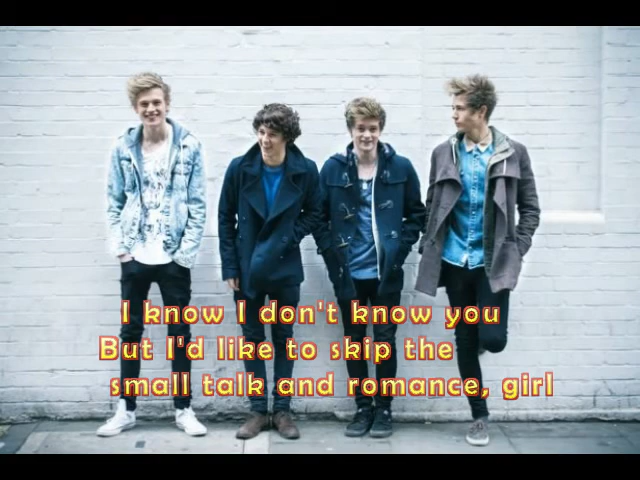 I know I don't know you
But I'd like to skip the
small talk and romance, girl